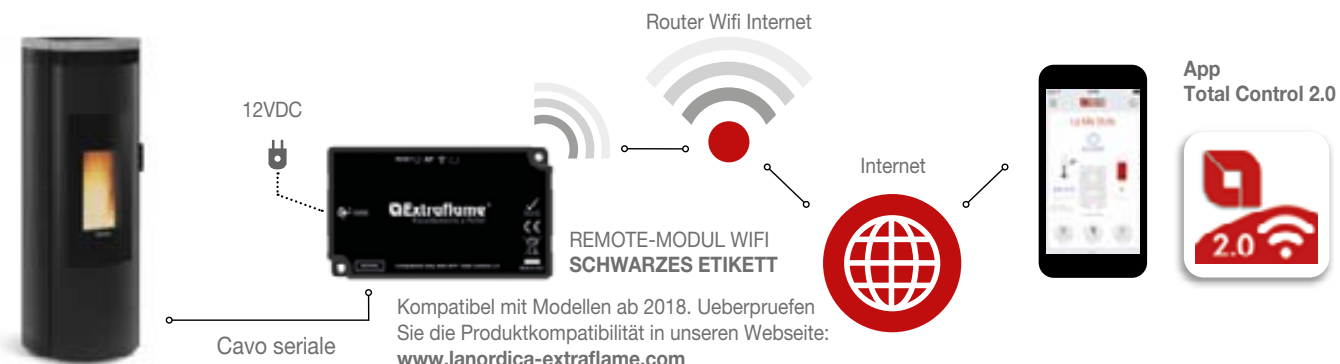 Router Wifi Internet
App
Total Control 2.0
12VDC
Internet
Extraflame
REMOTE-MODUL WIFI
SCHWARZES ETIKETT
2.0
Kompatibel mit Modellen ab 2018. Ueberpruefen
Sie die Produktkompatibilität in unseren Webseite:
www.lanordica-extraflame.com
Cavo seriale